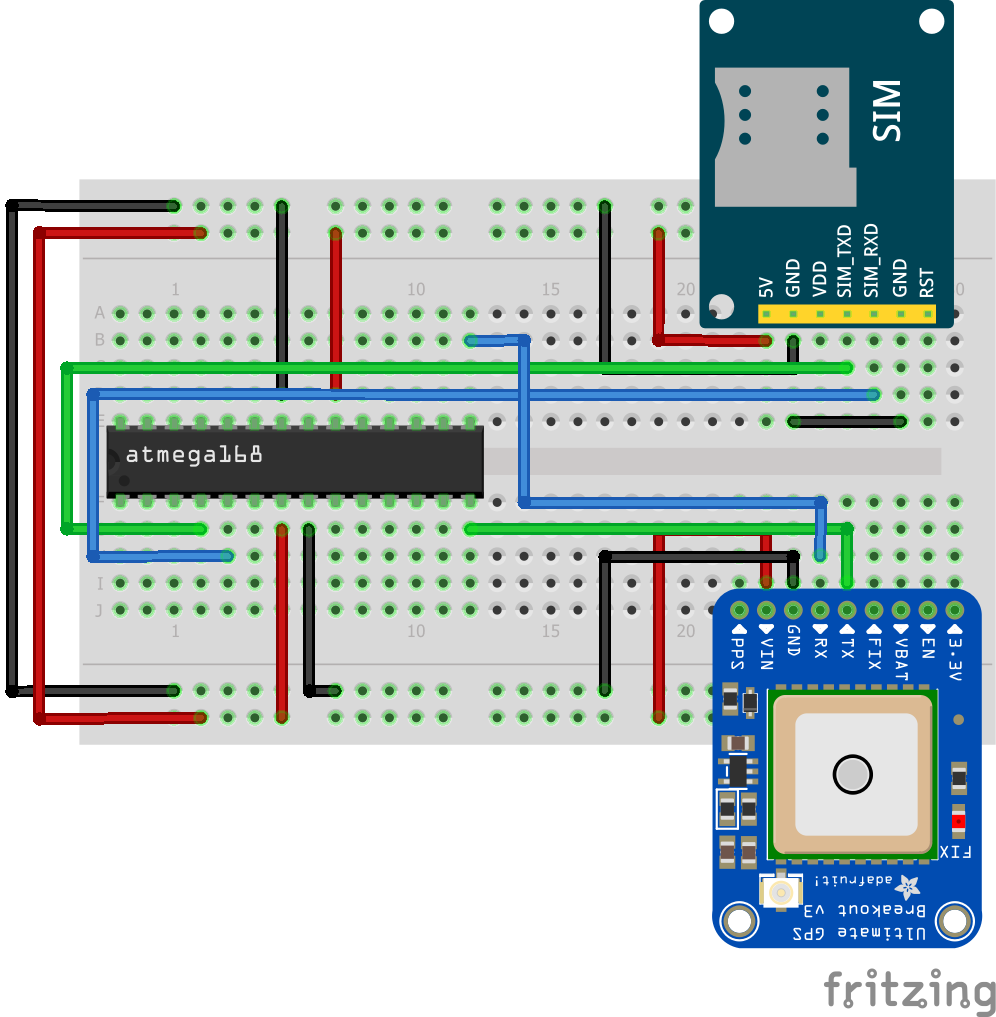 SIM
5V
GND
VDD
SIM_TXD
SIM_RXD
GND
RST
1
10
15
20
0
A
B
E
atmega168
I
J
1
10
15
20
PPS
VIN
GND
RX
TX
FIX
VBAT
EN
3.3V
FIX
adafruit!
Breakout v3
Ultimate GPS
fritzing